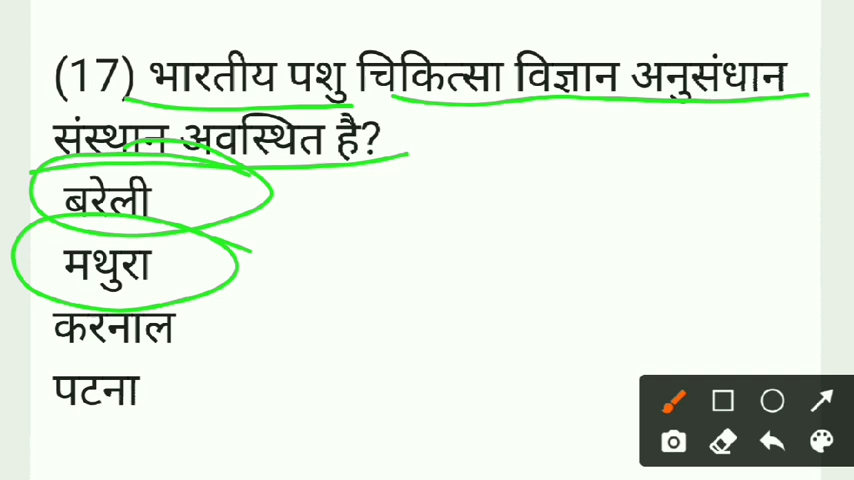 (17) भारतीय पशु चिकित्सा विज्ञान अनुसंधान
संस्थान अवस्थित है?
बरेली
मथुरा
करनाल
पटना